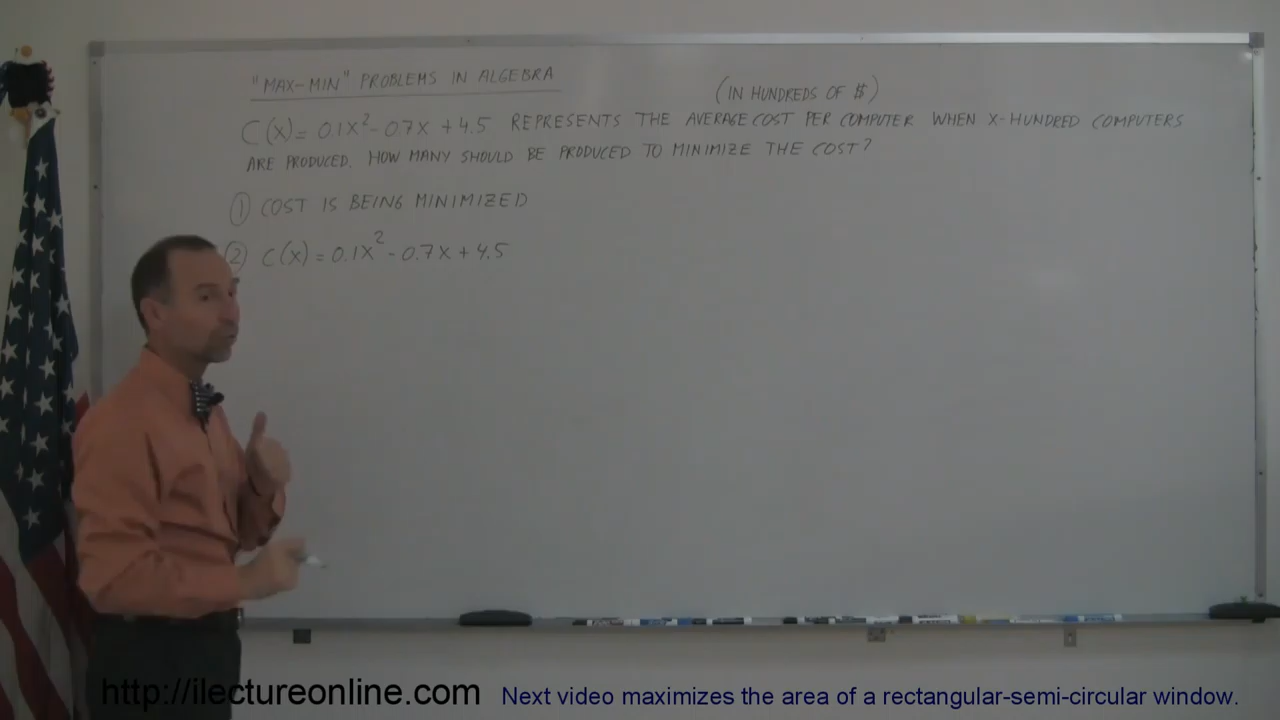 "MAX-MIN" PROBLEMS IN ALGEBRA
(IN HUNDREDS OF $)
C(X) = 0.1X² - 0.7X + 4.5 REPRESENTS THE AVERAGE COST PER COMPUTER WHEN X-HUNDRED COMPUTERS
ARE PRODUCED. HOW MANY SHOULD BE PRODUCED TO MINIMIZE THE COST?
① COST IS BEING MINIMIZED
② C(X) = 0.1X² - 0.7X + 4.5
http://ilectureonline.com Next video maximizes the area of a rectangular-semi-circular window.